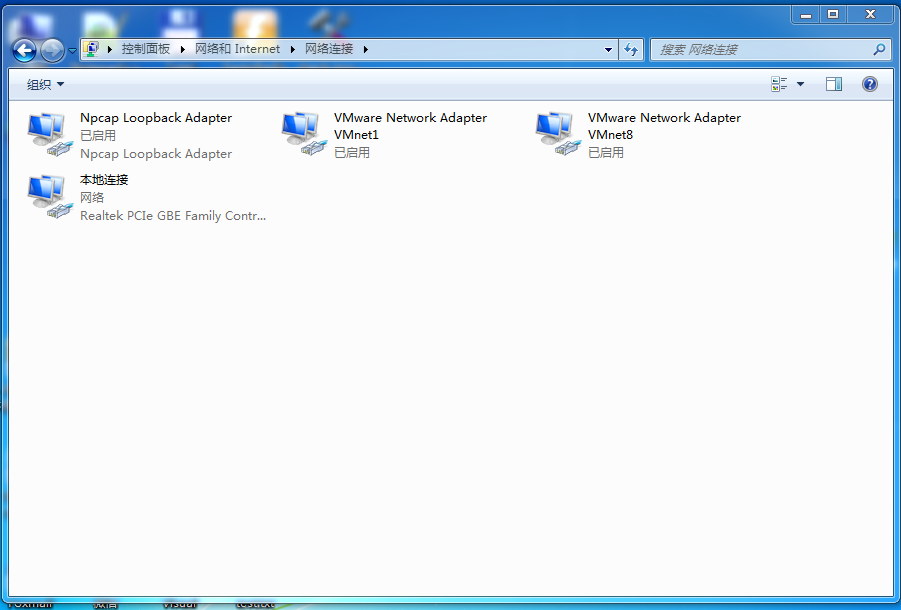 控制面板 网络和 Internet 网络连接
搜索 网络连接
组织
Npcap Loopback Adapter
已启用
Npcap Loopback Adapter
VMware Network Adapter
VMnet1
已启用
VMware Network Adapter
VMnet8
已启用
本地连接
网络
Realtek PCIe GBE Family Contr...